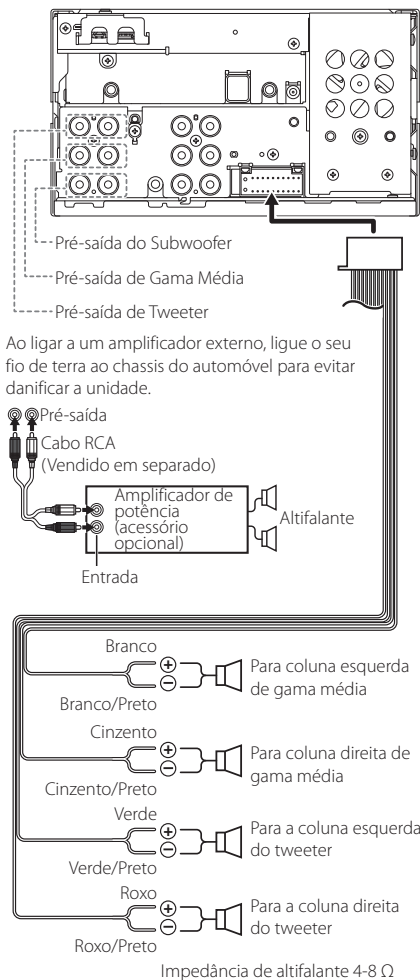 Pré-saída do Subwoofer
Pré-saída de Gama Média
Pré-saída de Tweeter
Ao ligar a um amplificador externo, ligue o seu
fio de terra ao chassis do automóvel para evitar
danificar a unidade.
Pré-saída
Cabo RCA
(Vendido em separado)
Amplificador de
potência
(acessório
opcional)
Altifalante
Entrada
Branco
Branco/Preto
Para coluna esquerda
de gama média
Cinzento
Cinzento/Preto
Para coluna direita de
gama média
Verde
Verde/Preto
Para a coluna esquerda
do tweeter
Roxo
Roxo/Preto
Para a coluna direita
do tweeter
Impedância de altifalante 4-8 Ω